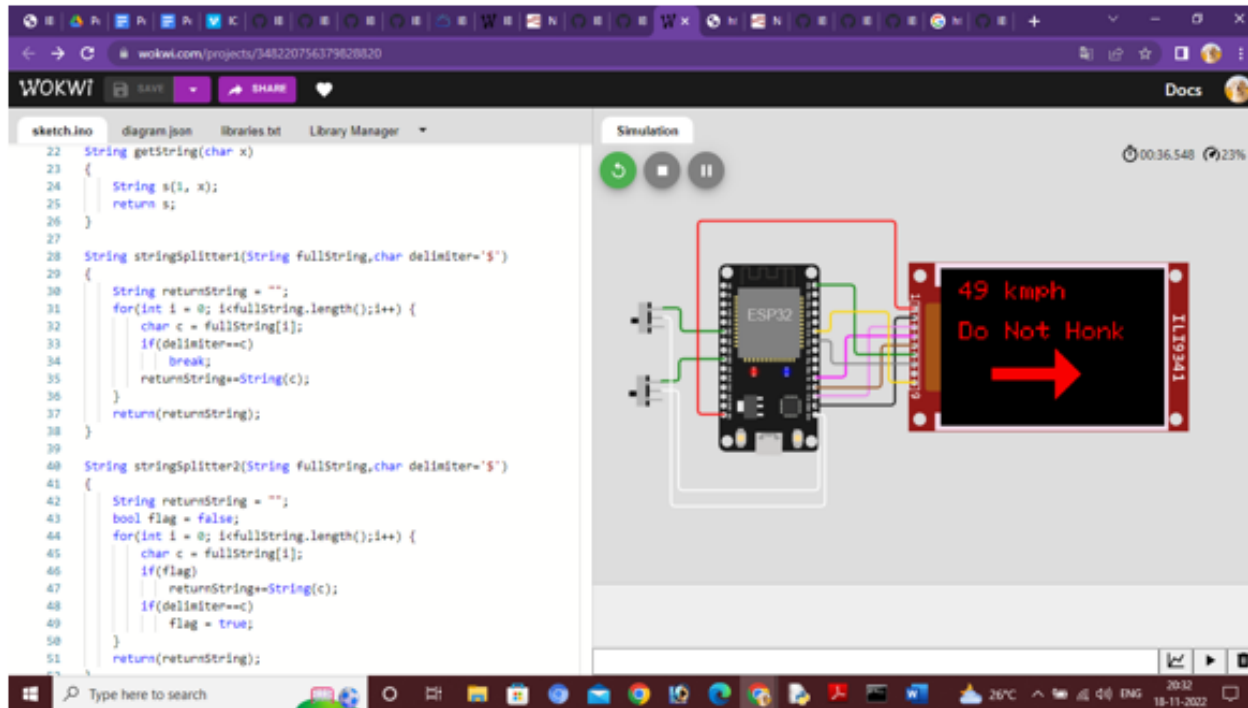 wokwi.com/projects/348220756379828820
WOKWI SAVE SHARE Docs
sketch.ino diagram.json libraries.txt Library Manager
Simulation
00:36.548 23%
22 String getString(char x)
23 {
24 String s(1, x);
25 return s;
26 }
27
28 String stringSplitter1(String fullString,char delimiter='$')
29 {
30 String returnString = "";
31 for(int i = 0; i<fullString.length();i++) {
32 char c = fullString[i];
33 if(delimiter==c)
34 break;
35 returnString+=String(c);
36 }
37 return(returnString);
38 }
39
40 String stringSplitter2(String fullString,char delimiter='$')
41 {
42 String returnString = "";
43 bool flag = false;
44 for(int i = 0; i<fullString.length();i++) {
45 char c = fullString[i];
46 if(flag)
47 returnString+=String(c);
48 if(delimiter==c)
49 flag = true;
50 }
51 return(returnString);
ESP32
49 kmph
Do Not Honk
ILI9341
Type here to search
26°C ENG
20:32
18-11-2022